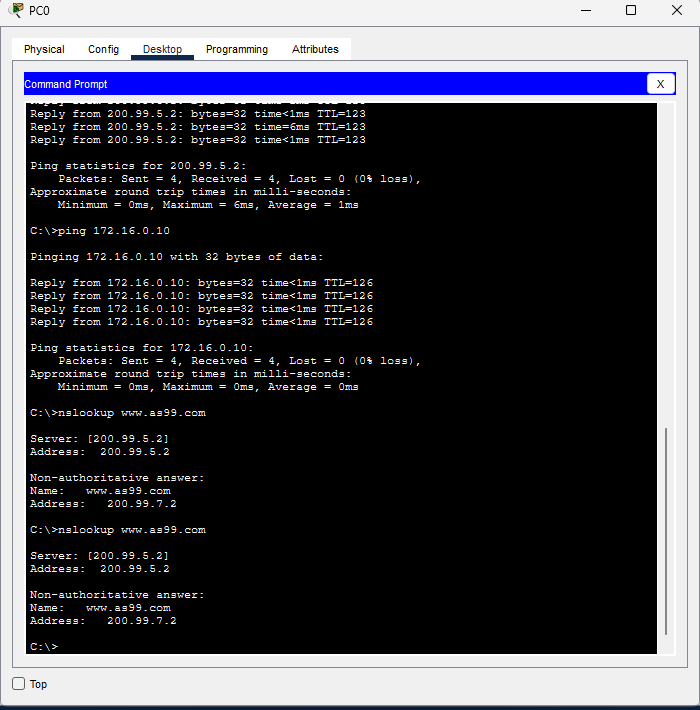 PC0
Physical Config Desktop Programming Attributes
Command Prompt
X
Reply from 200.99.5.2: bytes=32 time<1ms TTL=123
Reply from 200.99.5.2: bytes=32 time=6ms TTL=123
Reply from 200.99.5.2: bytes=32 time<1ms TTL=123
Ping statistics for 200.99.5.2:
Packets: Sent = 4, Received = 4, Lost = 0 (0% loss),
Approximate round trip times in milli-seconds:
Minimum = 0ms, Maximum = 6ms, Average = 1ms
C:\>ping 172.16.0.10
Pinging 172.16.0.10 with 32 bytes of data:
Reply from 172.16.0.10: bytes=32 time<1ms TTL=126
Reply from 172.16.0.10: bytes=32 time<1ms TTL=126
Reply from 172.16.0.10: bytes=32 time<1ms TTL=126
Reply from 172.16.0.10: bytes=32 time<1ms TTL=126
Ping statistics for 172.16.0.10:
Packets: Sent = 4, Received = 4, Lost = 0 (0% loss),
Approximate round trip times in milli-seconds:
Minimum = 0ms, Maximum = 0ms, Average = 0ms
C:\>nslookup www.as99.com
Server: [200.99.5.2]
Address: 200.99.5.2
Non-authoritative answer:
Name: www.as99.com
Address: 200.99.7.2
C:\>nslookup www.as99.com
Server: [200.99.5.2]
Address: 200.99.5.2
Non-authoritative answer:
Name: www.as99.com
Address: 200.99.7.2
C:\>
Top